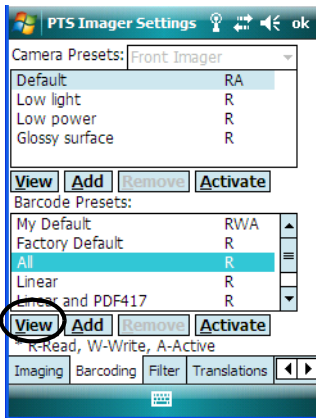 PTS Imager Settings ok
Camera Presets: Front Imager
Default RA
Low light R
Low power R
Glossy surface R
View Add Remove Activate
Barcode Presets:
My Default RWA
Factory Default R
All R
Linear R
Linear and PDF417 R
View Add Remove Activate
* R-Read, W-Write, A-Active
Imaging Barcoding Filter Translations